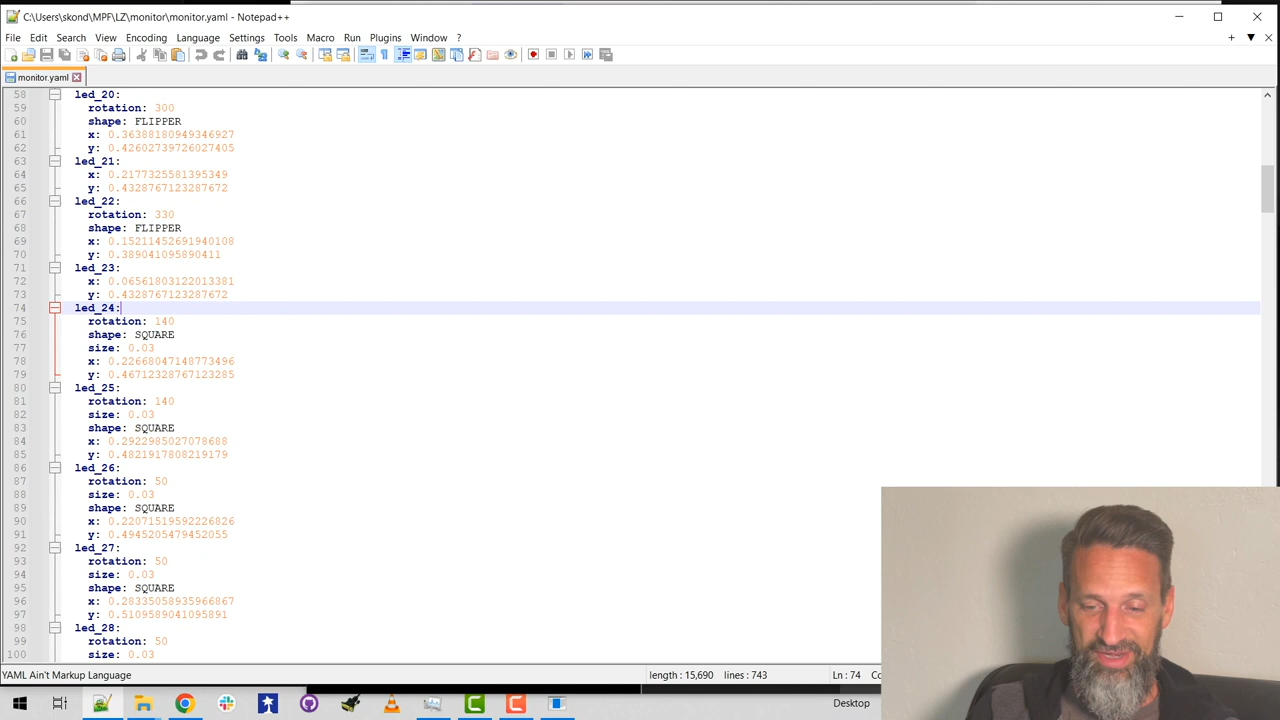 C:\Users\skond\MPF\LZ\monitor\monitor.yaml - Notepad++
File Edit Search View Encoding Language Settings Tools Macro Run Plugins Window ?
monitor.yaml
58 led_20:
59 rotation: 300
60 shape: FLIPPER
61 x: 0.36388180949346927
62 y: 0.42602739726027405
63 led_21:
64 x: 0.2177325581395349
65 y: 0.4328767123287672
66 led_22:
67 rotation: 330
68 shape: FLIPPER
69 x: 0.15211452691940108
70 y: 0.389041095890411
71 led_23:
72 x: 0.06561803122013381
73 y: 0.4328767123287672
74 led_24:
75 rotation: 140
76 shape: SQUARE
77 size: 0.03
78 x: 0.22668047148773496
79 y: 0.46712328767123285
80 led_25:
81 rotation: 140
82 size: 0.03
83 shape: SQUARE
84 x: 0.2922985027078688
85 y: 0.4821917808219179
86 led_26:
87 rotation: 50
88 size: 0.03
89 shape: SQUARE
90 x: 0.22071519592226826
91 y: 0.4945205479452055
92 led_27:
93 rotation: 50
94 size: 0.03
95 shape: SQUARE
96 x: 0.28335058935966867
97 y: 0.5109589041095891
98 led_28:
99 rotation: 50
100 size: 0.03
YAML Ain't Markup Language length : 15,690 lines : 743 Ln : 74
Desktop